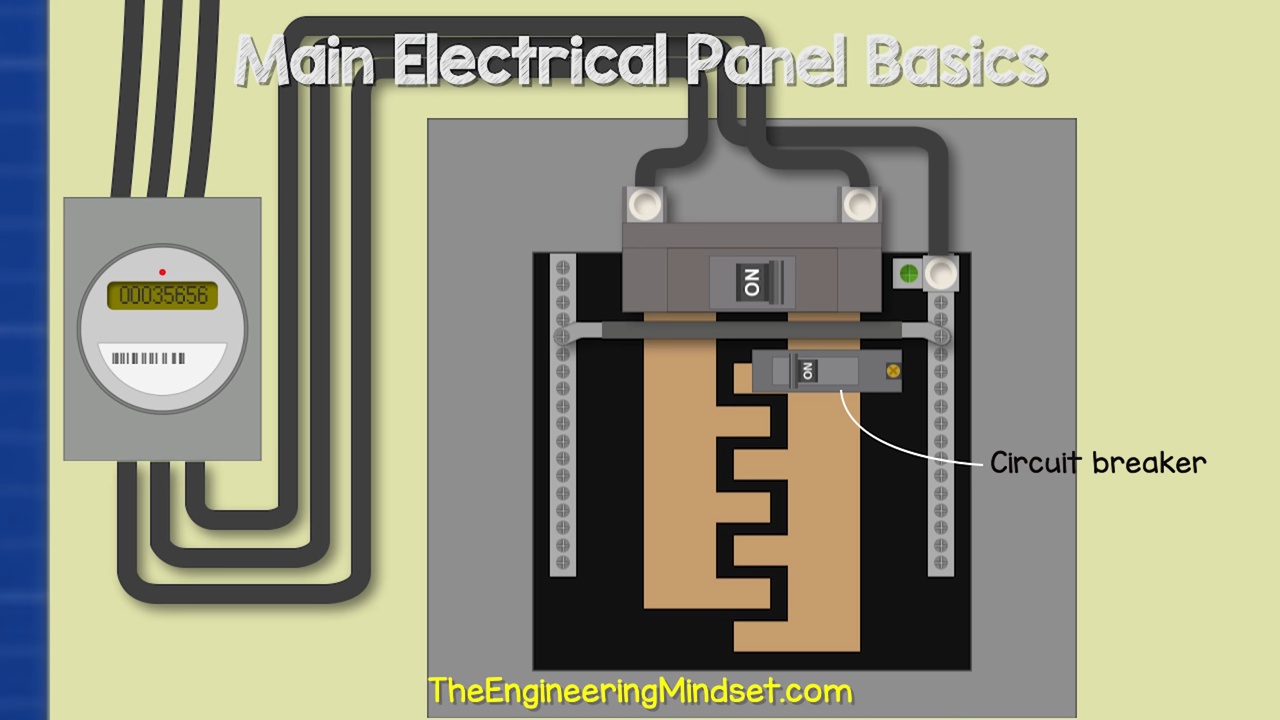 Main Electrical Panel Basics
ON
00035656
ON
Circuit breaker
TheEngineeringMindset.com